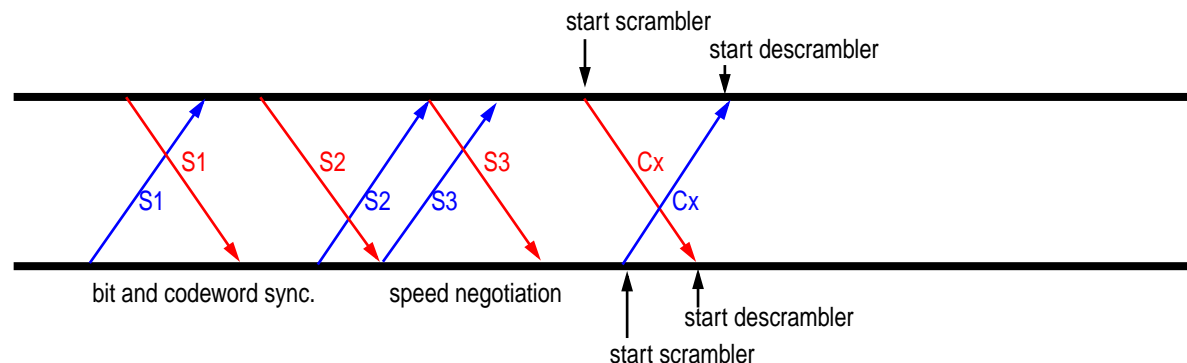 start scrambler
start descrambler
S1
S2
S3
Cx
S1
S2
S3
Cx
bit and codeword sync.
speed negotiation
start descrambler
start scrambler